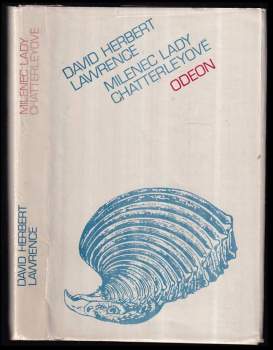 DAVID HERBERT
LAWRENCE
MILENEC LADY
CHATTERLEYOVÉ
ODEON
MILENEC LADY
CHATTERLEYOVÉ
DAVID HERBERT
LAWRENCE